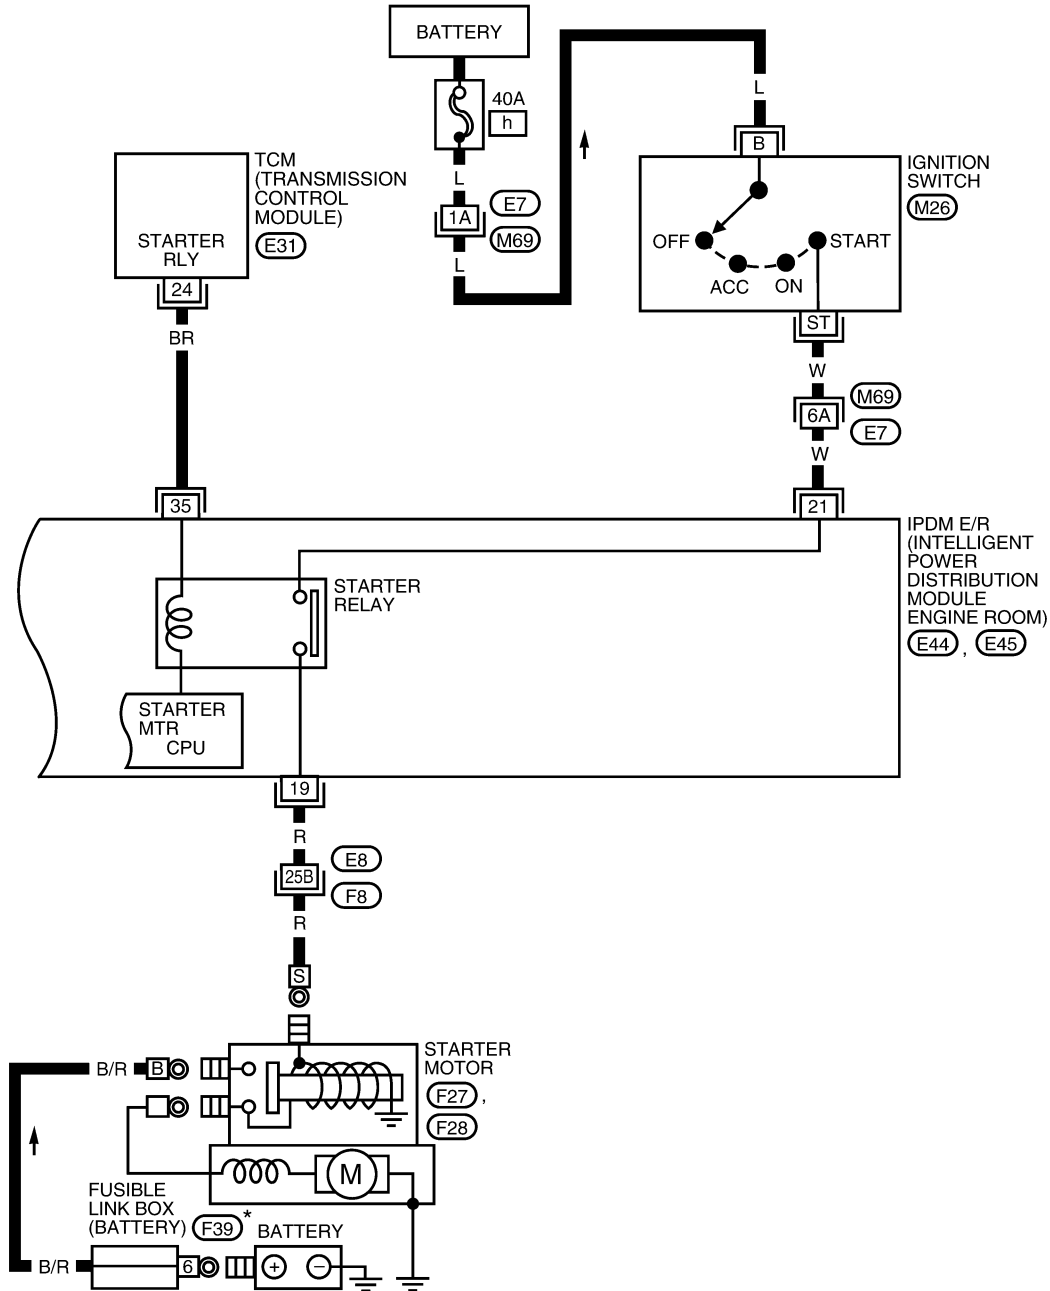 BATTERY
40A
h
L
1A
E7
M69
L
L
B
IGNITION
SWITCH
M26
OFF
ACC
ON
START
ST
W
6A
M69
E7
W
21
TCM
(TRANSMISSION
CONTROL
MODULE)
E31
STARTER
RLY
24
BR
35
IPDM E/R
(INTELLIGENT
POWER
DISTRIBUTION
MODULE
ENGINE ROOM)
E44 , E45
STARTER
RELAY
STARTER
MTR
CPU
19
R
25B
E8
F8
R
S
STARTER
MOTOR
F27 ,
F28
B/R
B
M
FUSIBLE
LINK BOX
(BATTERY) F39 *
BATTERY
B/R
6
+ −